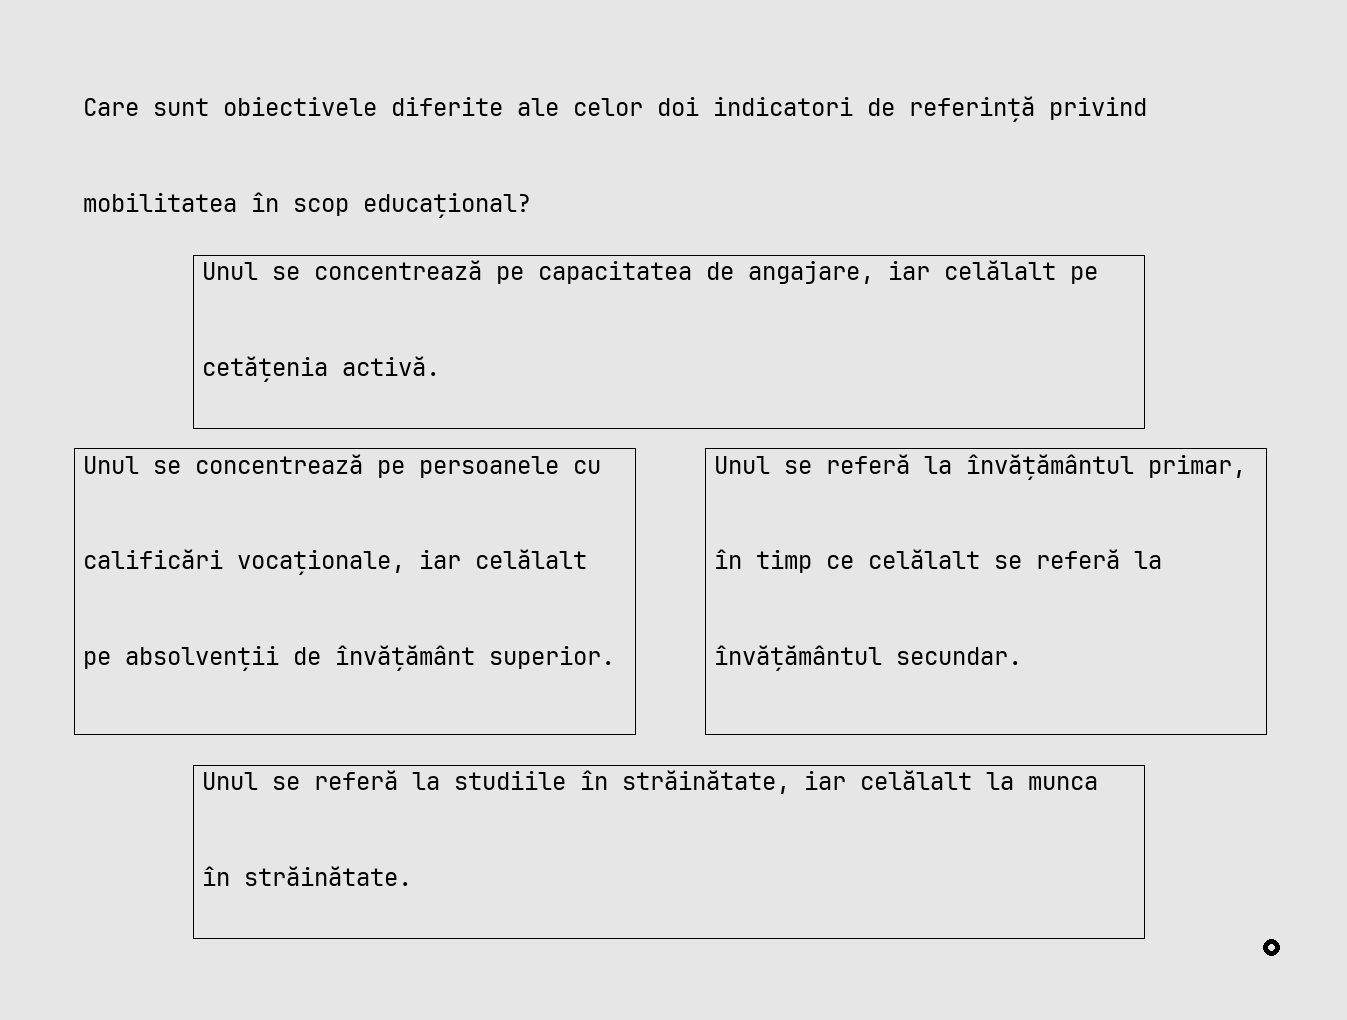 Care sunt obiectivele diferite ale celor doi indicatori de referință privind
mobilitatea în scop educațional?
Unul se concentrează pe capacitatea de angajare, iar celălalt pe
cetățenia activă.
Unul se concentrează pe persoanele cu
calificări vocaționale, iar celălalt
pe absolvenții de învățământ superior.
Unul se referă la învățământul primar,
în timp ce celălalt se referă la
învățământul secundar.
Unul se referă la studiile în străinătate, iar celălalt la munca
în străinătate.